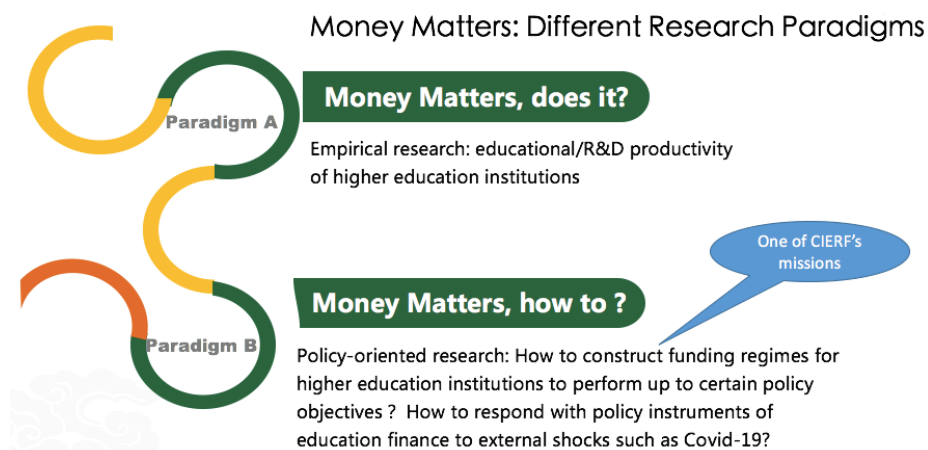 Money Matters: Different Research Paradigms
Paradigm A
Money Matters, does it?
Empirical research: educational/R&D productivity
of higher education institutions
One of CIERF's
missions
Money Matters, how to ?
Paradigm B
Policy-oriented research: How to construct funding regimes for
higher education institutions to perform up to certain policy
objectives ? How to respond with policy instruments of
education finance to external shocks such as Covid-19?